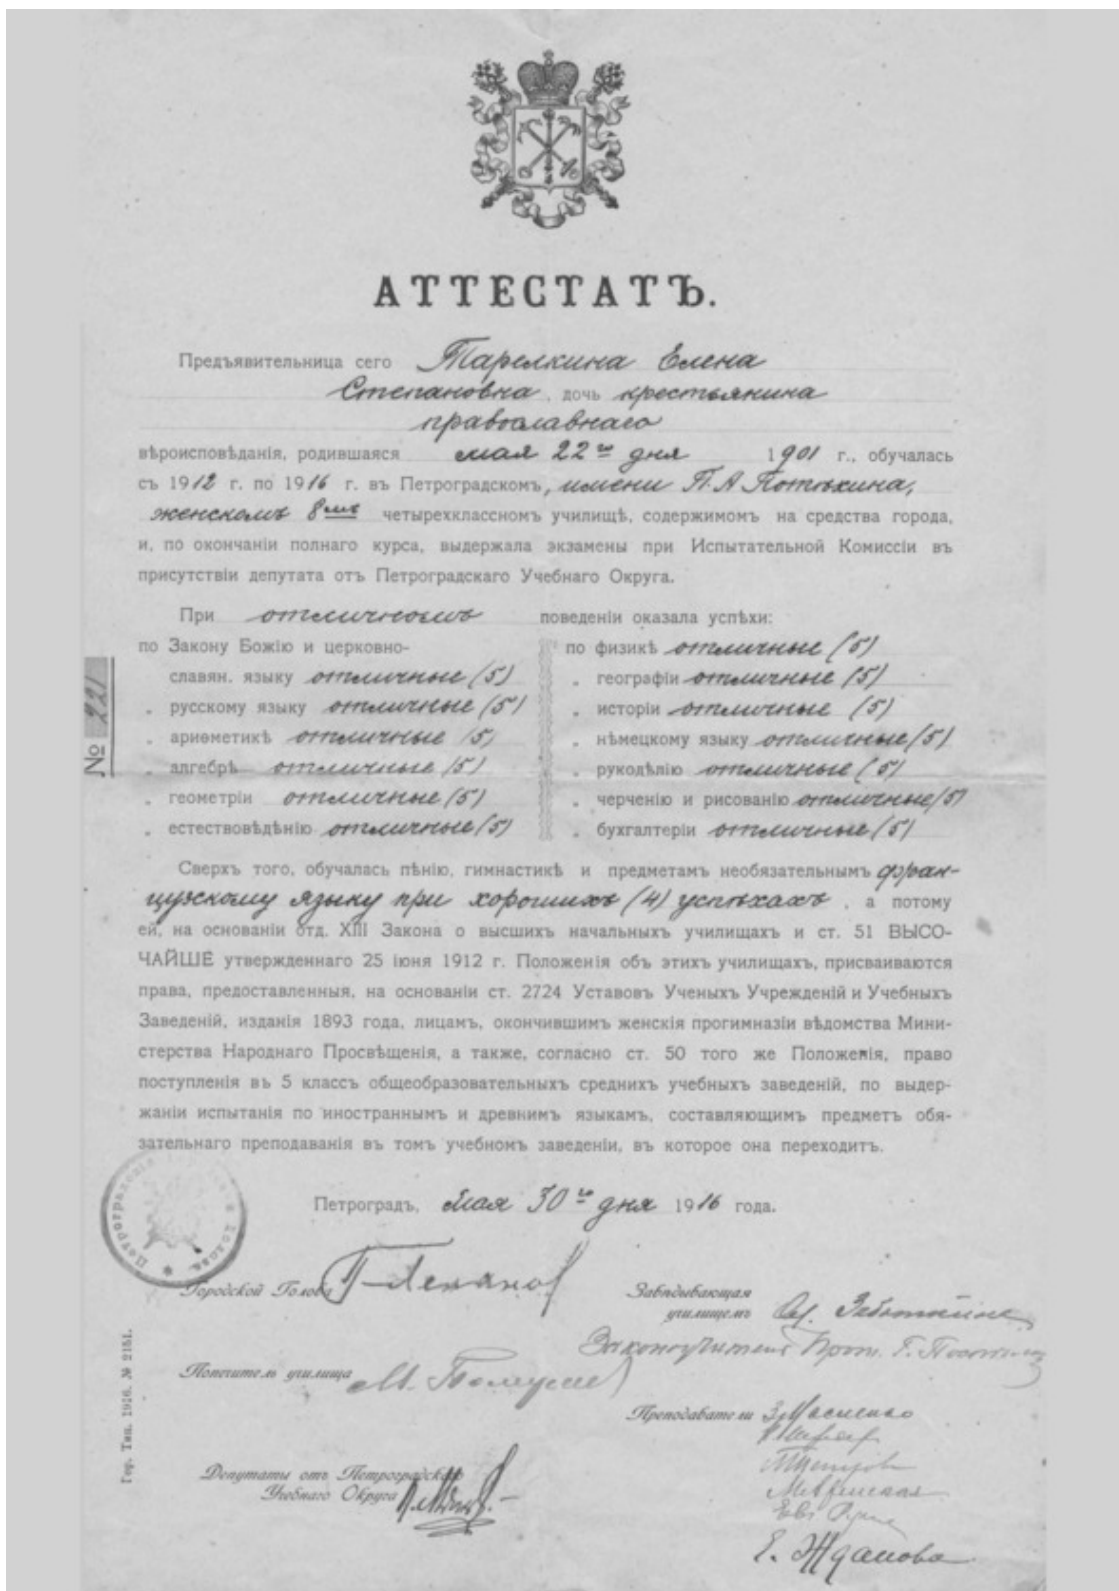 АТТЕСТАТЪ.
Предъявительница сего Тарелкина Елена
Степановна, дочь крестьянина
православнаго
вѣроисповѣданія, родившаяся мая 22го дня 1901 г., обучалась
съ 1912 г. по 1916 г. въ Петроградскомъ, имени П. А Потѣхина,
женскомъ 8мъ четырехклассномъ училищѣ, содержимомъ на средства города,
и, по окончаніи полнаго курса, выдержала экзамены при Испытательной Комиссіи въ
присутствіи депутата отъ Петроградскаго Учебнаго Округа.
При отличномъ поведеніи оказала успѣхи:
по Закону Божію и церковно-
славян. языку отличные (5)
„ русскому языку отличные (5)
„ ариѳметикѣ отличные (5)
„ алгебрѣ отличные (5)
„ геометріи отличные (5)
„ естествовѣдѣнію отличные (5)
по физикѣ отличные (5)
„ географіи отличные (5)
„ исторіи отличные (5)
„ нѣмецкому языку отличные (5)
„ рукодѣлію отличные (5)
„ черченію и рисованію отличные (5)
„ бухгалтеріи отличные (5)
№ 221
Сверхъ того, обучалась пѣнію, гимнастикѣ и предметамъ необязательнымъ фран-
цузскому языку при хорошихъ (4) успѣхахъ, а потому
ей, на основаніи отд. XIII Закона о высшихъ начальныхъ училищахъ и ст. 51 ВЫСО-
ЧАЙШЕ утвержденнаго 25 іюня 1912 г. Положенія объ этихъ училищахъ, присваиваются
права, предоставленныя, на основаніи ст. 2724 Уставовъ Ученыхъ Учрежденій и Учебныхъ
Заведеній, изданія 1893 года, лицамъ, окончившимъ женскія прогимназіи вѣдомства Мини-
стерства Народнаго Просвѣщенія, а также, согласно ст. 50 того же Положенія, право
поступленія въ 5 классъ общеобразовательныхъ среднихъ учебныхъ заведеній, по выдер-
жаніи испытанія по иностраннымъ и древнимъ языкамъ, составляющимъ предметъ обя-
зательнаго преподаванія въ томъ учебномъ заведеніи, въ которое она переходитъ.
Петроградъ, Мая 30го дня 1916 года.
Городской Голова
Завѣдывающая
училищемъ
Законоучитель Прот.
Попечитель училища
Преподаватели
Депутаты отъ Петроградскаго
Учебнаго Округа
Е. Жданова
Гор. Тип. 1916. № 2151.